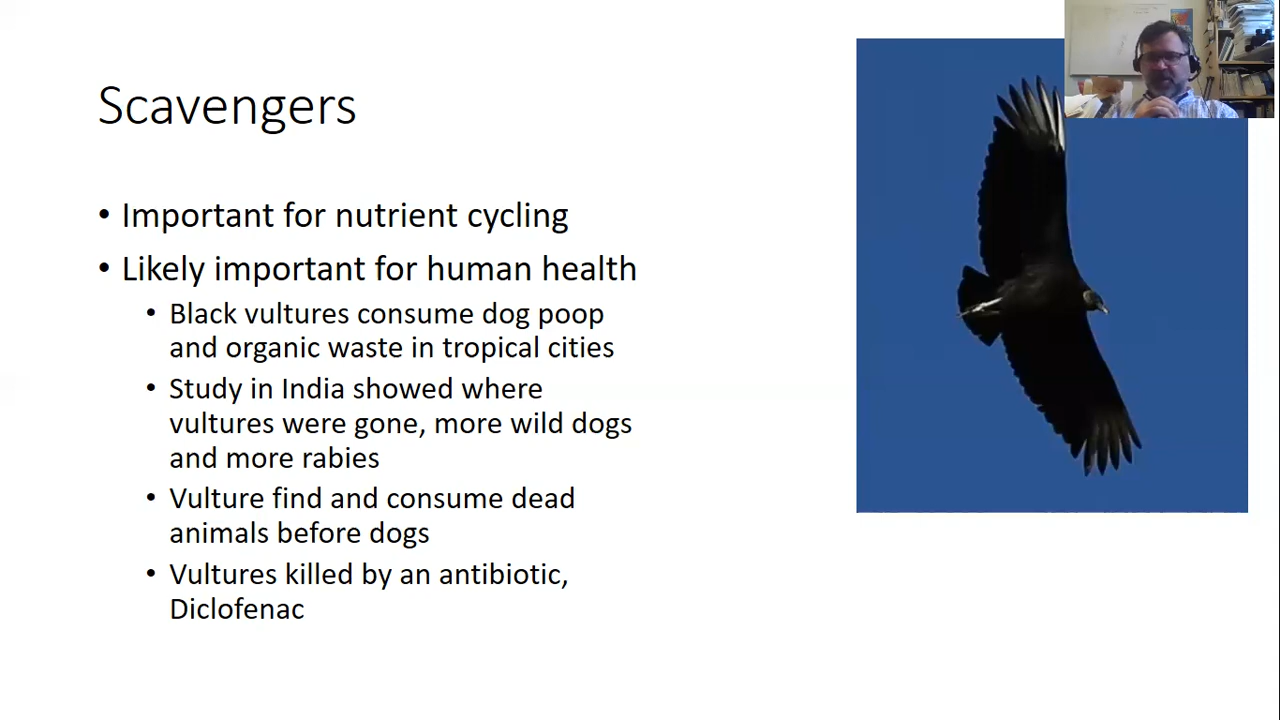 Scavengers
• Important for nutrient cycling
• Likely important for human health
• Black vultures consume dog poop
and organic waste in tropical cities
• Study in India showed where
vultures were gone, more wild dogs
and more rabies
• Vulture find and consume dead
animals before dogs
• Vultures killed by an antibiotic,
Diclofenac